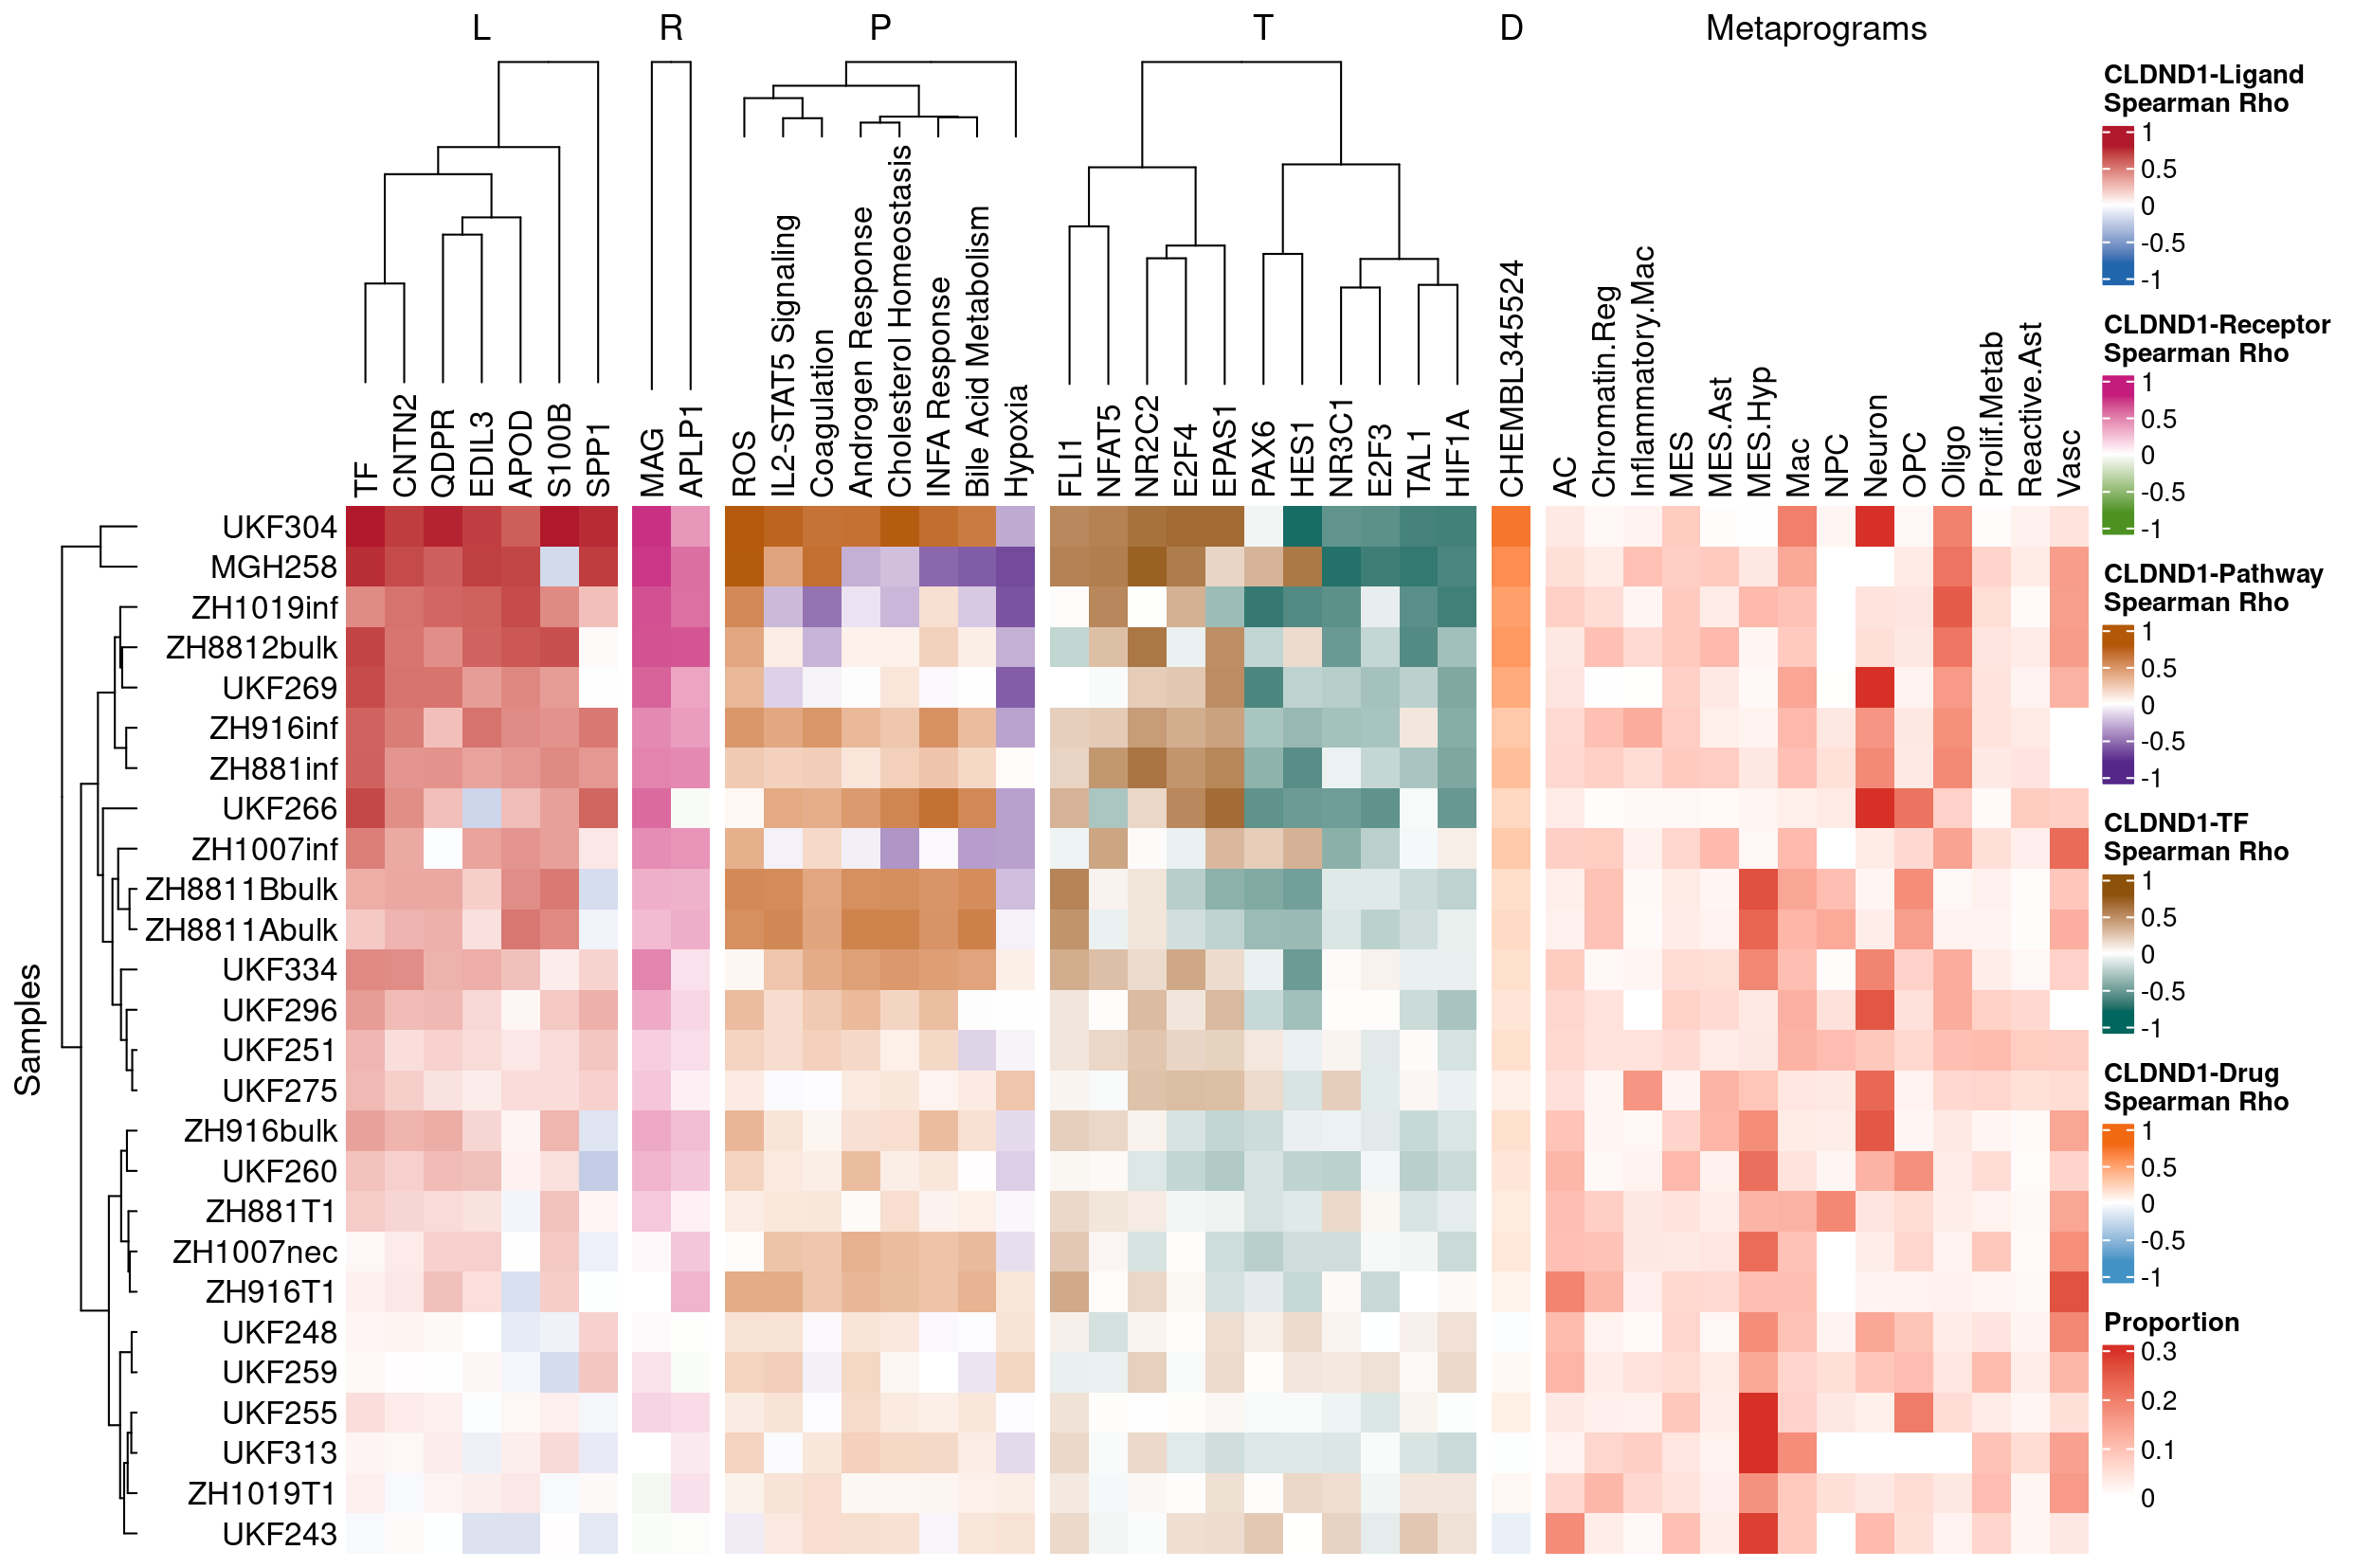 L R P T D Metaprograms
TF
CNTN2
QDPR
EDIL3
APOD
S100B
SPP1
MAG
APLP1
ROS
IL2-STAT5 Signaling
Coagulation
Androgen Response
Cholesterol Homeostasis
INFA Response
Bile Acid Metabolism
Hypoxia
FLI1
NFAT5
NR2C2
E2F4
EPAS1
PAX6
HES1
NR3C1
E2F3
TAL1
HIF1A
CHEMBL345524
AC
Chromatin.Reg
Inflammatory.Mac
MES
MES.Ast
MES.Hyp
Mac
NPC
Neuron
OPC
Oligo
Prolif.Metab
Reactive.Ast
Vasc
Samples
UKF304
MGH258
ZH1019inf
ZH8812bulk
UKF269
ZH916inf
ZH881inf
UKF266
ZH1007inf
ZH8811Bbulk
ZH8811Abulk
UKF334
UKF296
UKF251
UKF275
ZH916bulk
UKF260
ZH881T1
ZH1007nec
ZH916T1
UKF248
UKF259
UKF255
UKF313
ZH1019T1
UKF243
CLDND1-Ligand
Spearman Rho
1
0.5
0
-0.5
-1
CLDND1-Receptor
Spearman Rho
1
0.5
0
-0.5
-1
CLDND1-Pathway
Spearman Rho
1
0.5
0
-0.5
-1
CLDND1-TF
Spearman Rho
1
0.5
0
-0.5
-1
CLDND1-Drug
Spearman Rho
1
0.5
0
-0.5
-1
Proportion
0.3
0.2
0.1
0